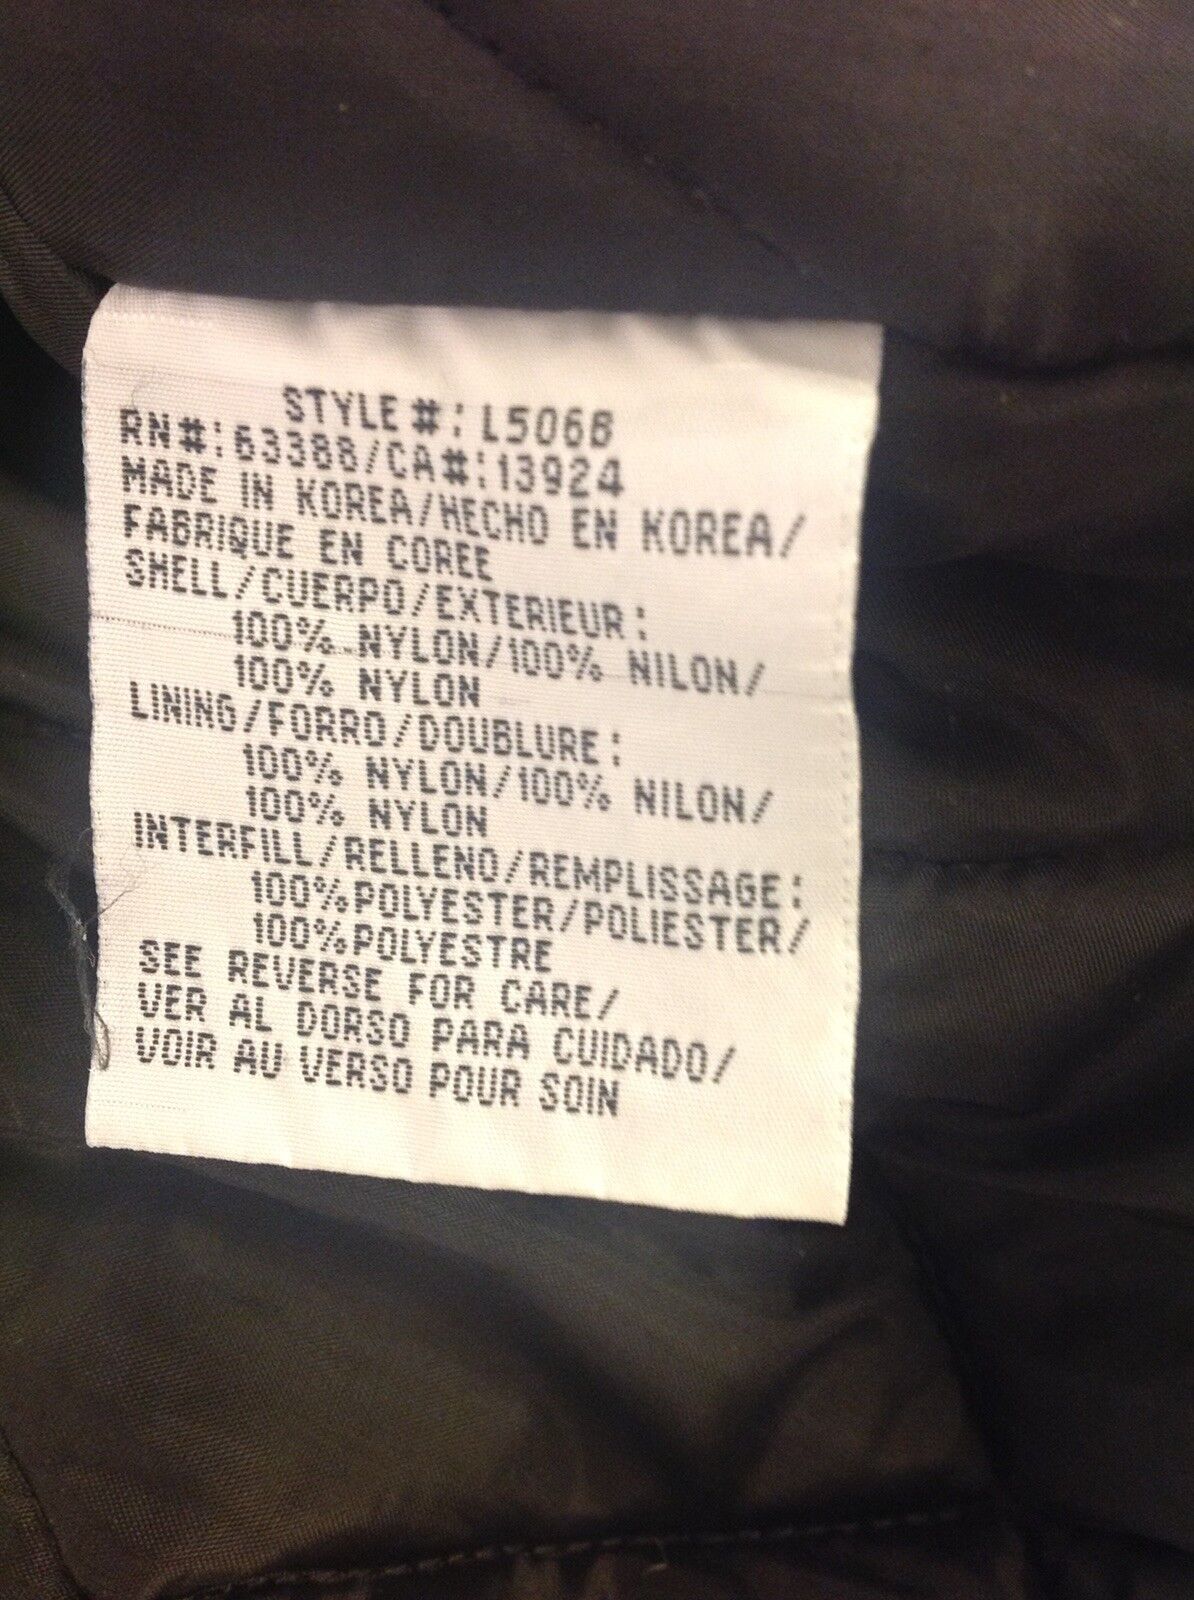 STYLE #: L5068
RN#: 63388/CA#:13924
MADE IN KOREA/HECHO EN KOREA/
FABRIQUE EN COREE
SHELL/CUERPO/EXTERIEUR:
100% NYLON/100% NILON/
100% NYLON
LINING/FORRO/DOUBLURE:
100% NYLON/100% NILON/
100% NYLON
INTERFILL/RELLENO/REMPLISSAGE:
100%POLYESTER/POLIESTER/
100%POLYESTRE
SEE REVERSE FOR CARE/
VER AL DORSO PARA CUIDADO/
VOIR AU VERSO POUR SOIN